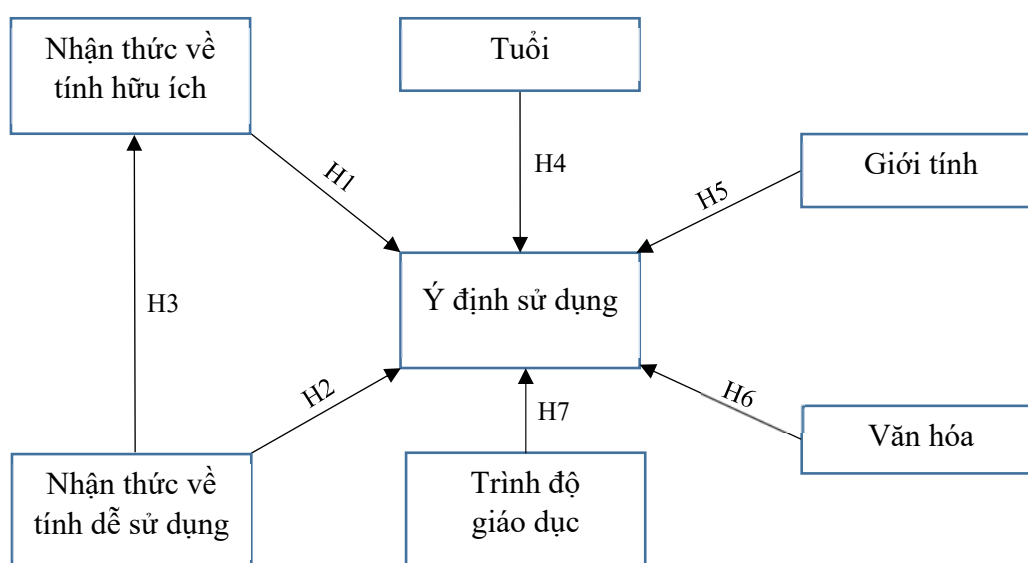 Nhận thức về
tính hữu ích
Tuổi
Giới tính
H1
H4
H5
H3
Ý định sử dụng
H2
H7
H6
Văn hóa
Nhận thức về
tính dễ sử dụng
Trình độ
giáo dục